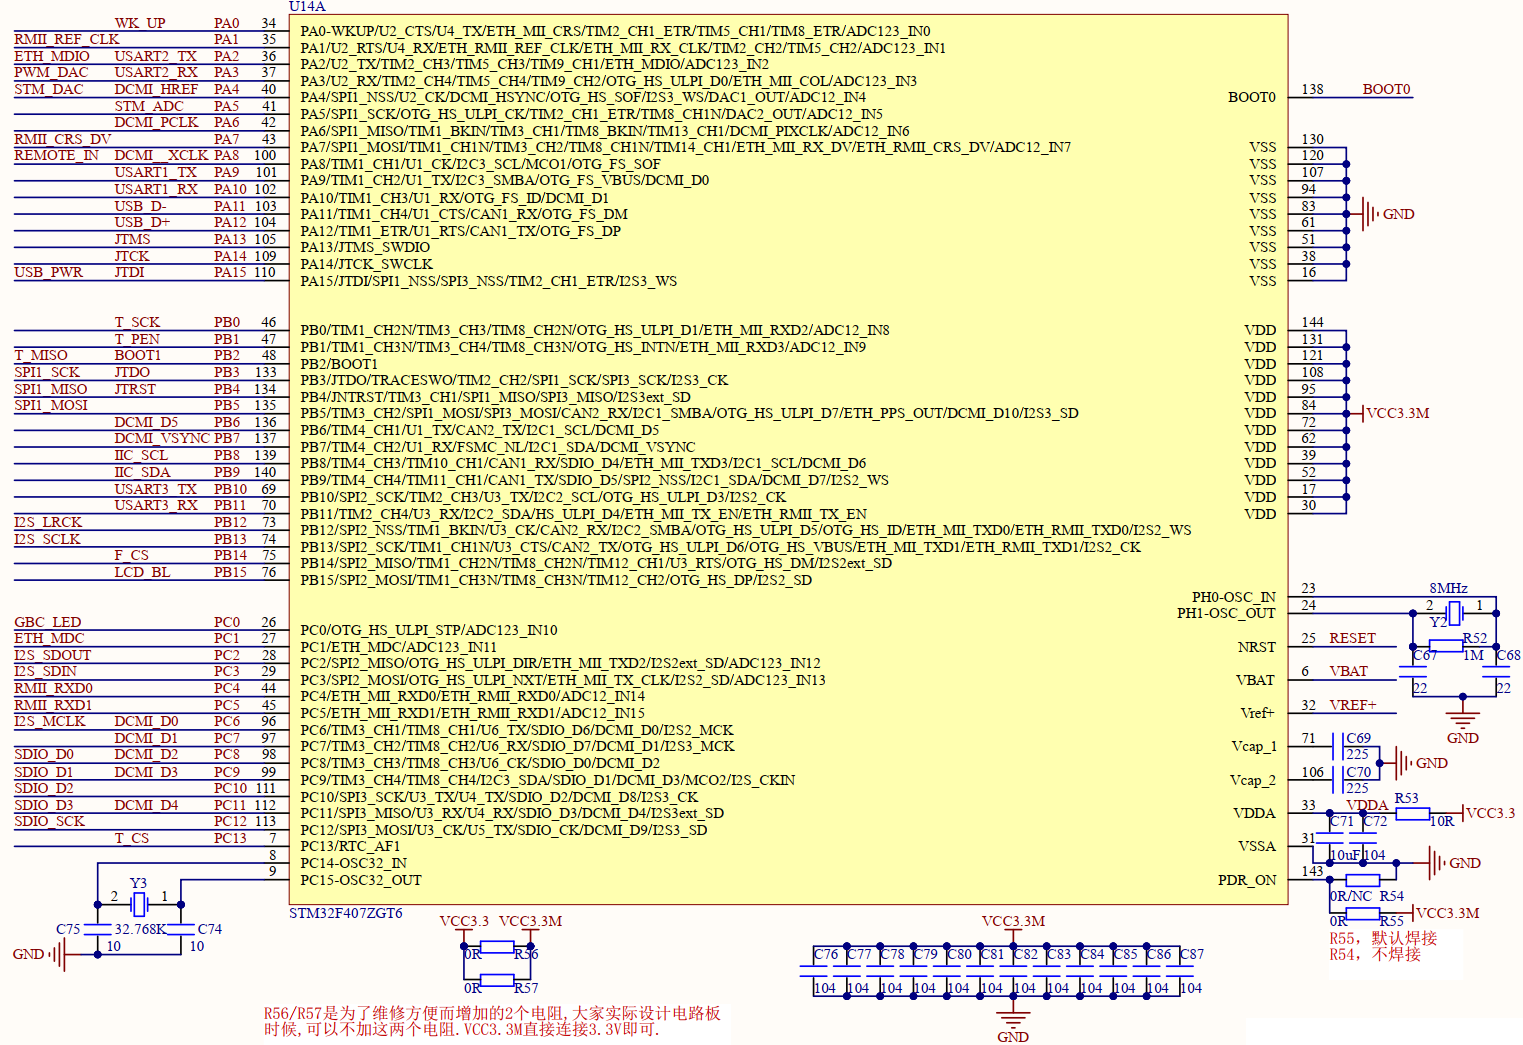 U14A
WK_UP PA0 34 PA0-WKUP/U2_CTS/U4_TX/ETH_MII_CRS/TIM2_CH1_ETR/TIM5_CH1/TIM8_ETR/ADC123_IN0
RMII_REF_CLK PA1 35 PA1/U2_RTS/U4_RX/ETH_RMII_REF_CLK/ETH_MII_RX_CLK/TIM2_CH2/TIM5_CH2/ADC123_IN1
ETH_MDIO USART2_TX PA2 36 PA2/U2_TX/TIM2_CH3/TIM5_CH3/TIM9_CH1/ETH_MDIO/ADC123_IN2
PWM_DAC USART2_RX PA3 37 PA3/U2_RX/TIM2_CH4/TIM5_CH4/TIM9_CH2/OTG_HS_ULPI_D0/ETH_MII_COL/ADC123_IN3
STM_DAC DCMI_HREF PA4 40 PA4/SPI1_NSS/U2_CK/DCMI_HSYNC/OTG_HS_SOF/I2S3_WS/DAC1_OUT/ADC12_IN4
STM_ADC PA5 41 PA5/SPI1_SCK/OTG_HS_ULPI_CK/TIM2_CH1_ETR/TIM8_CH1N/DAC2_OUT/ADC12_IN5
DCMI_PCLK PA6 42 PA6/SPI1_MISO/TIM1_BKIN/TIM3_CH1/TIM8_BKIN/TIM13_CH1/DCMI_PIXCLK/ADC12_IN6
RMII_CRS_DV PA7 43 PA7/SPI1_MOSI/TIM1_CH1N/TIM3_CH2/TIM8_CH1N/TIM14_CH1/ETH_MII_RX_DV/ETH_RMII_CRS_DV/ADC12_IN7
REMOTE_IN DCMI__XCLK PA8 100 PA8/TIM1_CH1/U1_CK/I2C3_SCL/MCO1/OTG_FS_SOF
USART1_TX PA9 101 PA9/TIM1_CH2/U1_TX/I2C3_SMBA/OTG_FS_VBUS/DCMI_D0
USART1_RX PA10 102 PA10/TIM1_CH3/U1_RX/OTG_FS_ID/DCMI_D1
USB_D- PA11 103 PA11/TIM1_CH4/U1_CTS/CAN1_RX/OTG_FS_DM
USB_D+ PA12 104 PA12/TIM1_ETR/U1_RTS/CAN1_TX/OTG_FS_DP
JTMS PA13 105 PA13/JTMS_SWDIO
JTCK PA14 109 PA14/JTCK_SWCLK
USB_PWR JTDI PA15 110 PA15/JTDI/SPI1_NSS/SPI3_NSS/TIM2_CH1_ETR/I2S3_WS
T_SCK PB0 46 PB0/TIM1_CH2N/TIM3_CH3/TIM8_CH2N/OTG_HS_ULPI_D1/ETH_MII_RXD2/ADC12_IN8
T_PEN PB1 47 PB1/TIM1_CH3N/TIM3_CH4/TIM8_CH3N/OTG_HS_INTN/ETH_MII_RXD3/ADC12_IN9
T_MISO BOOT1 PB2 48 PB2/BOOT1
SPI1_SCK JTDO PB3 133 PB3/JTDO/TRACESWO/TIM2_CH2/SPI1_SCK/SPI3_SCK/I2S3_CK
SPI1_MISO JTRST PB4 134 PB4/JNTRST/TIM3_CH1/SPI1_MISO/SPI3_MISO/I2S3ext_SD
SPI1_MOSI PB5 135 PB5/TIM3_CH2/SPI1_MOSI/SPI3_MOSI/CAN2_RX/I2C1_SMBA/OTG_HS_ULPI_D7/ETH_PPS_OUT/DCMI_D10/I2S3_SD
DCMI_D5 PB6 136 PB6/TIM4_CH1/U1_TX/CAN2_TX/I2C1_SCL/DCMI_D5
DCMI_VSYNC PB7 137 PB7/TIM4_CH2/U1_RX/FSMC_NL/I2C1_SDA/DCMI_VSYNC
IIC_SCL PB8 139 PB8/TIM4_CH3/TIM10_CH1/CAN1_RX/SDIO_D4/ETH_MII_TXD3/I2C1_SCL/DCMI_D6
IIC_SDA PB9 140 PB9/TIM4_CH4/TIM11_CH1/CAN1_TX/SDIO_D5/SPI2_NSS/I2C1_SDA/DCMI_D7/I2S2_WS
USART3_TX PB10 69 PB10/SPI2_SCK/TIM2_CH3/U3_TX/I2C2_SCL/OTG_HS_ULPI_D3/I2S2_CK
USART3_RX PB11 70 PB11/TIM2_CH4/U3_RX/I2C2_SDA/HS_ULPI_D4/ETH_MII_TX_EN/ETH_RMII_TX_EN
I2S_LRCK PB12 73 PB12/SPI2_NSS/TIM1_BKIN/U3_CK/CAN2_RX/I2C2_SMBA/OTG_HS_ULPI_D5/OTG_HS_ID/ETH_MII_TXD0/ETH_RMII_TXD0/I2S2_WS
I2S_SCLK PB13 74 PB13/SPI2_SCK/TIM1_CH1N/U3_CTS/CAN2_TX/OTG_HS_ULPI_D6/OTG_HS_VBUS/ETH_MII_TXD1/ETH_RMII_TXD1/I2S2_CK
F_CS PB14 75 PB14/SPI2_MISO/TIM1_CH2N/TIM8_CH2N/TIM12_CH1/U3_RTS/OTG_HS_DM/I2S2ext_SD
LCD_BL PB15 76 PB15/SPI2_MOSI/TIM1_CH3N/TIM8_CH3N/TIM12_CH2/OTG_HS_DP/I2S2_SD
GBC_LED PC0 26 PC0/OTG_HS_ULPI_STP/ADC123_IN10
ETH_MDC PC1 27 PC1/ETH_MDC/ADC123_IN11
I2S_SDOUT PC2 28 PC2/SPI2_MISO/OTG_HS_ULPI_DIR/ETH_MII_TXD2/I2S2ext_SD/ADC123_IN12
I2S_SDIN PC3 29 PC3/SPI2_MOSI/OTG_HS_ULPI_NXT/ETH_MII_TX_CLK/I2S2_SD/ADC123_IN13
RMII_RXD0 PC4 44 PC4/ETH_MII_RXD0/ETH_RMII_RXD0/ADC12_IN14
RMII_RXD1 PC5 45 PC5/ETH_MII_RXD1/ETH_RMII_RXD1/ADC12_IN15
I2S_MCLK DCMI_D0 PC6 96 PC6/TIM3_CH1/TIM8_CH1/U6_TX/SDIO_D6/DCMI_D0/I2S2_MCK
DCMI_D1 PC7 97 PC7/TIM3_CH2/TIM8_CH2/U6_RX/SDIO_D7/DCMI_D1/I2S3_MCK
SDIO_D0 DCMI_D2 PC8 98 PC8/TIM3_CH3/TIM8_CH3/U6_CK/SDIO_D0/DCMI_D2
SDIO_D1 DCMI_D3 PC9 99 PC9/TIM3_CH4/TIM8_CH4/I2C3_SDA/SDIO_D1/DCMI_D3/MCO2/I2S_CKIN
SDIO_D2 PC10 111 PC10/SPI3_SCK/U3_TX/U4_TX/SDIO_D2/DCMI_D8/I2S3_CK
SDIO_D3 DCMI_D4 PC11 112 PC11/SPI3_MISO/U3_RX/U4_RX/SDIO_D3/DCMI_D4/I2S3ext_SD
SDIO_SCK PC12 113 PC12/SPI3_MOSI/U3_CK/U5_TX/SDIO_CK/DCMI_D9/I2S3_SD
T_CS PC13 7 PC13/RTC_AF1
8 PC14-OSC32_IN
9 PC15-OSC32_OUT
BOOT0 138 BOOT0
VSS 130
VSS 120
VSS 107
VSS 94
VSS 83 GND
VSS 61
VSS 51
VSS 38
VSS 16
VDD 144
VDD 131
VDD 121
VDD 108
VDD 95
VDD 84 VCC3.3M
VDD 72
VDD 62
VDD 39
VDD 52
VDD 17
VDD 30
PH0-OSC_IN 23 8MHz
PH1-OSC_OUT 24 2 1
Y2
NRST 25 RESET R52
C67 1M C68
VBAT 6 VBAT
22 22
Vref+ 32 VREF+
GND
Vcap_1 71 C69
225 GND
Vcap_2 106 C70
225
VDDA 33 VDDA R53
C71 C72 10R VCC3.3
VSSA 31
10uF 104 GND
PDR_ON 143
0R/NC R54
VCC3.3M
0R R55
R55，默认焊接
R54，不焊接
Y3
2 1
C75 32.768K C74
10 10
GND
STM32F407ZGT6
VCC3.3 VCC3.3M
0R R56
0R R57
VCC3.3M
C76 C77 C78 C79 C80 C81 C82 C83 C84 C85 C86 C87
104 104 104 104 104 104 104 104 104 104 104 104
GND
R56/R57是为了维修方便而增加的2个电阻,大家实际设计电路板
时候,可以不加这两个电阻.VCC3.3M直接连接3.3V即可.